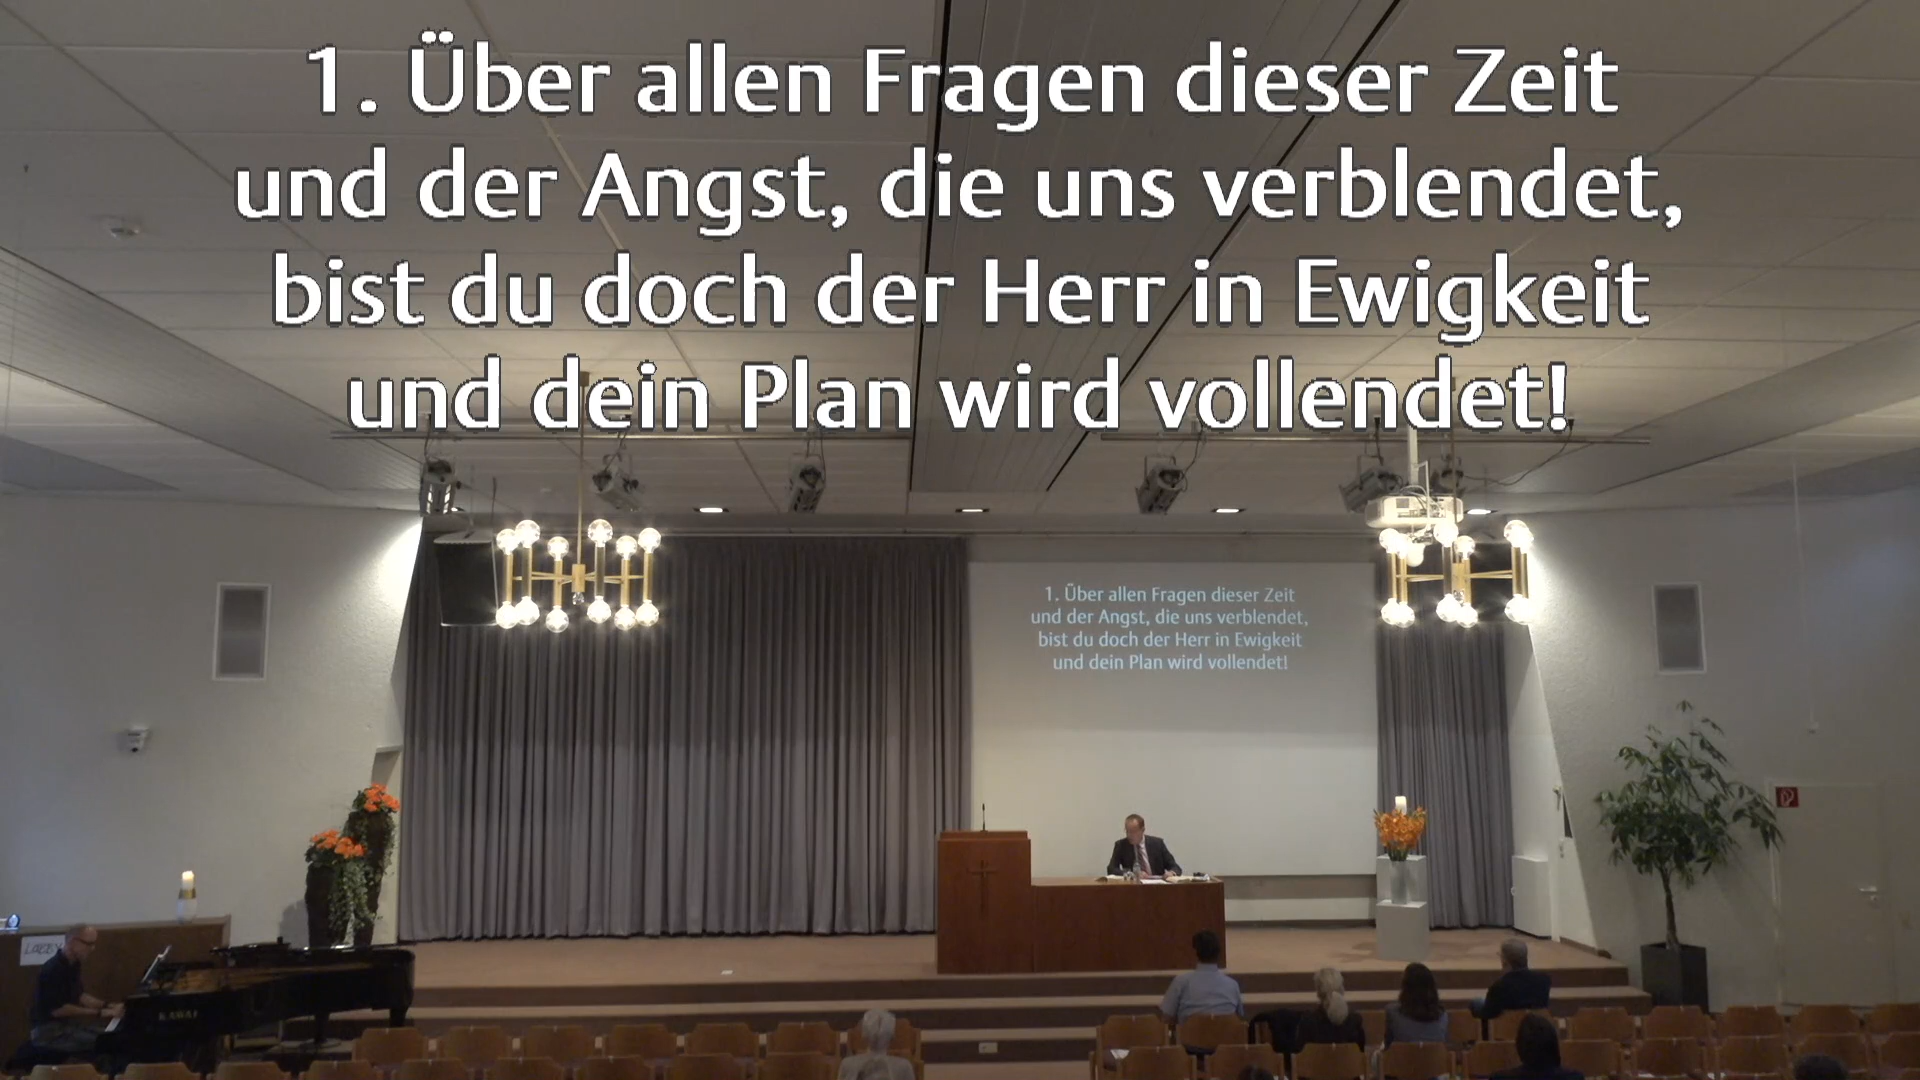 1. Über allen Fragen dieser Zeit
und der Angst, die uns verblendet,
bist du doch der Herr in Ewigkeit
und dein Plan wird vollendet!
1. Über allen Fragen dieser Zeit
und der Angst, die uns verblendet,
bist du doch der Herr in Ewigkeit
und dein Plan wird vollendet!
KAWAI